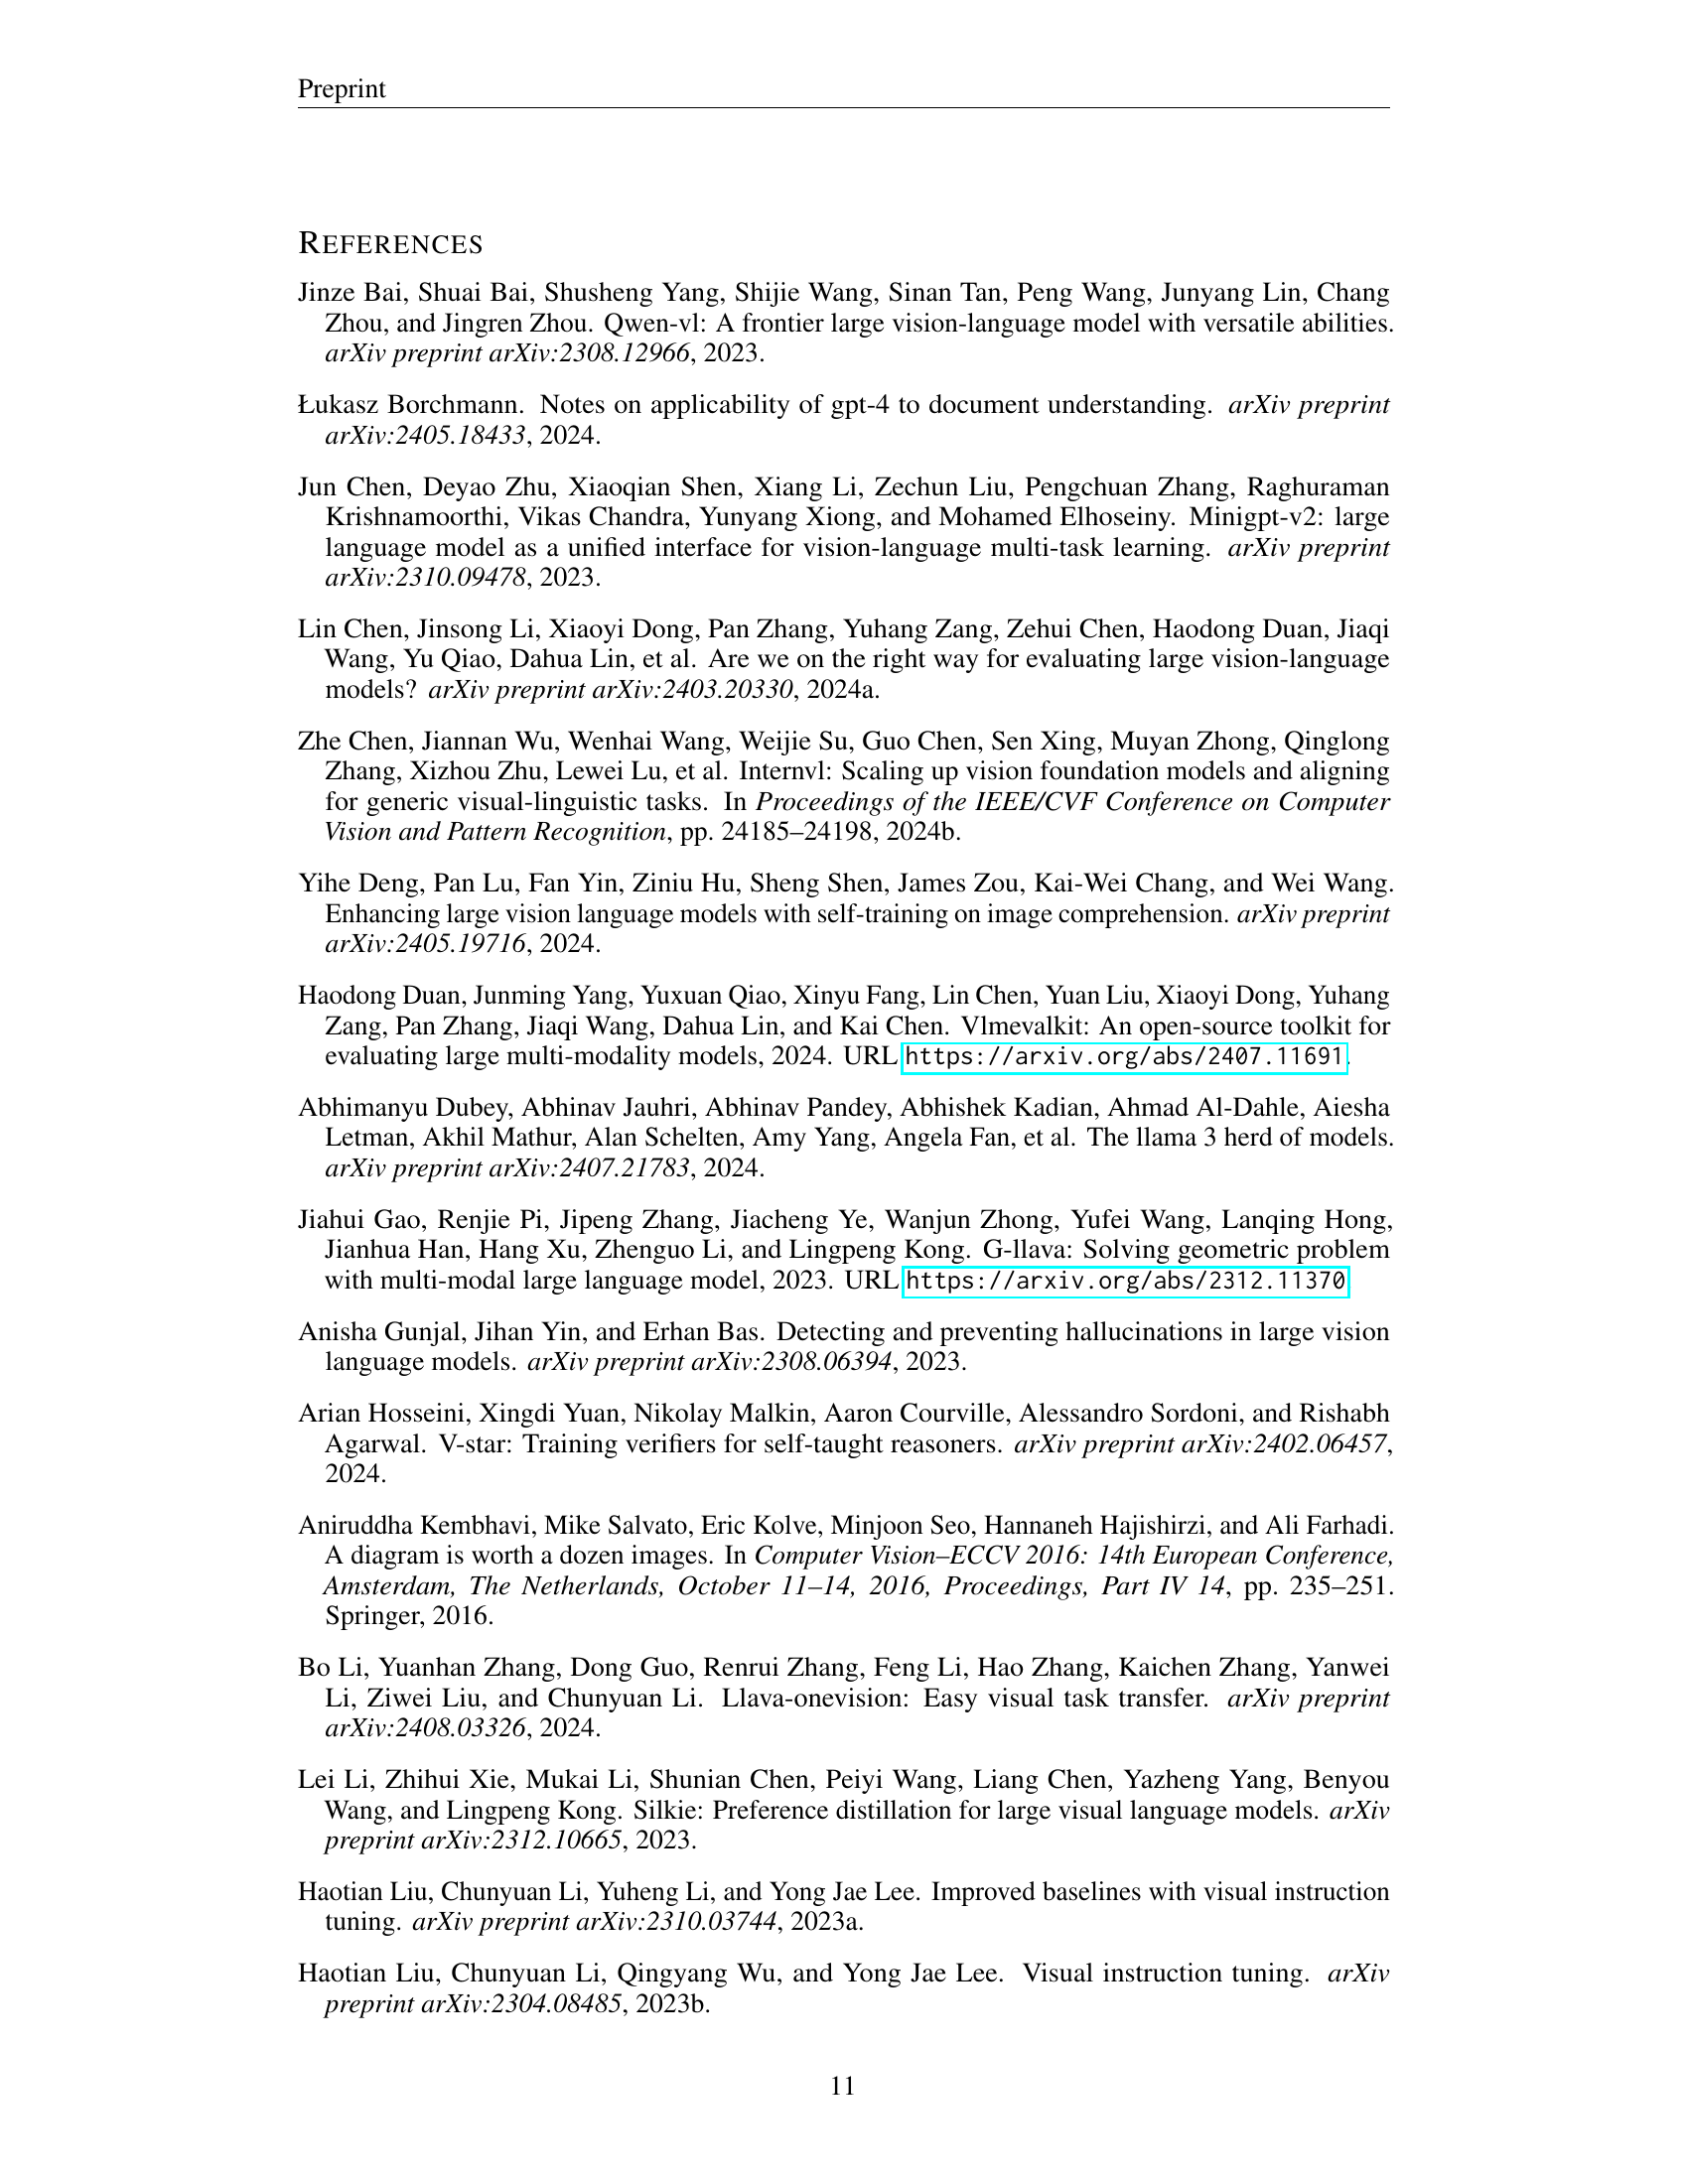 Preprint
REFERENCES
Jinze Bai, Shuai Bai, Shusheng Yang, Shijie Wang, Sinan Tan, Peng Wang, Junyang Lin, Chang
Zhou, and Jingren Zhou. Qwen-vl: A frontier large vision-language model with versatile abilities.
arXiv preprint arXiv:2308.12966, 2023.
Łukasz Borchmann. Notes on applicability of gpt-4 to document understanding. arXiv preprint
arXiv:2405.18433, 2024.
Jun Chen, Deyao Zhu, Xiaoqian Shen, Xiang Li, Zechun Liu, Pengchuan Zhang, Raghuraman
Krishnamoorthi, Vikas Chandra, Yunyang Xiong, and Mohamed Elhoseiny. Minigpt-v2: large
language model as a unified interface for vision-language multi-task learning. arXiv preprint
arXiv:2310.09478, 2023.
Lin Chen, Jinsong Li, Xiaoyi Dong, Pan Zhang, Yuhang Zang, Zehui Chen, Haodong Duan, Jiaqi
Wang, Yu Qiao, Dahua Lin, et al. Are we on the right way for evaluating large vision-language
models? arXiv preprint arXiv:2403.20330, 2024a.
Zhe Chen, Jiannan Wu, Wenhai Wang, Weijie Su, Guo Chen, Sen Xing, Muyan Zhong, Qinglong
Zhang, Xizhou Zhu, Lewei Lu, et al. Internvl: Scaling up vision foundation models and aligning
for generic visual-linguistic tasks. In Proceedings of the IEEE/CVF Conference on Computer
Vision and Pattern Recognition, pp. 24185–24198, 2024b.
Yihe Deng, Pan Lu, Fan Yin, Ziniu Hu, Sheng Shen, James Zou, Kai-Wei Chang, and Wei Wang.
Enhancing large vision language models with self-training on image comprehension. arXiv preprint
arXiv:2405.19716, 2024.
Haodong Duan, Junming Yang, Yuxuan Qiao, Xinyu Fang, Lin Chen, Yuan Liu, Xiaoyi Dong, Yuhang
Zang, Pan Zhang, Jiaqi Wang, Dahua Lin, and Kai Chen. Vlmevalkit: An open-source toolkit for
evaluating large multi-modality models, 2024. URL https://arxiv.org/abs/2407.11691.
Abhimanyu Dubey, Abhinav Jauhri, Abhinav Pandey, Abhishek Kadian, Ahmad Al-Dahle, Aiesha
Letman, Akhil Mathur, Alan Schelten, Amy Yang, Angela Fan, et al. The llama 3 herd of models.
arXiv preprint arXiv:2407.21783, 2024.
Jiahui Gao, Renjie Pi, Jipeng Zhang, Jiacheng Ye, Wanjun Zhong, Yufei Wang, Lanqing Hong,
Jianhua Han, Hang Xu, Zhenguo Li, and Lingpeng Kong. G-llava: Solving geometric problem
with multi-modal large language model, 2023. URL https://arxiv.org/abs/2312.11370
Anisha Gunjal, Jihan Yin, and Erhan Bas. Detecting and preventing hallucinations in large vision
language models. arXiv preprint arXiv:2308.06394, 2023.
Arian Hosseini, Xingdi Yuan, Nikolay Malkin, Aaron Courville, Alessandro Sordoni, and Rishabh
Agarwal. V-star: Training verifiers for self-taught reasoners. arXiv preprint arXiv:2402.06457,
2024.
Aniruddha Kembhavi, Mike Salvato, Eric Kolve, Minjoon Seo, Hannaneh Hajishirzi, and Ali Farhadi.
A diagram is worth a dozen images. In Computer Vision–ECCV 2016: 14th European Conference,
Amsterdam, The Netherlands, October 11–14, 2016, Proceedings, Part IV 14, pp. 235–251.
Springer, 2016.
Bo Li, Yuanhan Zhang, Dong Guo, Renrui Zhang, Feng Li, Hao Zhang, Kaichen Zhang, Yanwei
Li, Ziwei Liu, and Chunyuan Li. Llava-onevision: Easy visual task transfer. arXiv preprint
arXiv:2408.03326, 2024.
Lei Li, Zhihui Xie, Mukai Li, Shunian Chen, Peiyi Wang, Liang Chen, Yazheng Yang, Benyou
Wang, and Lingpeng Kong. Silkie: Preference distillation for large visual language models. arXiv
preprint arXiv:2312.10665, 2023.
Haotian Liu, Chunyuan Li, Yuheng Li, and Yong Jae Lee. Improved baselines with visual instruction
tuning. arXiv preprint arXiv:2310.03744, 2023a.
Haotian Liu, Chunyuan Li, Qingyang Wu, and Yong Jae Lee. Visual instruction tuning. arXiv
preprint arXiv:2304.08485, 2023b.
11